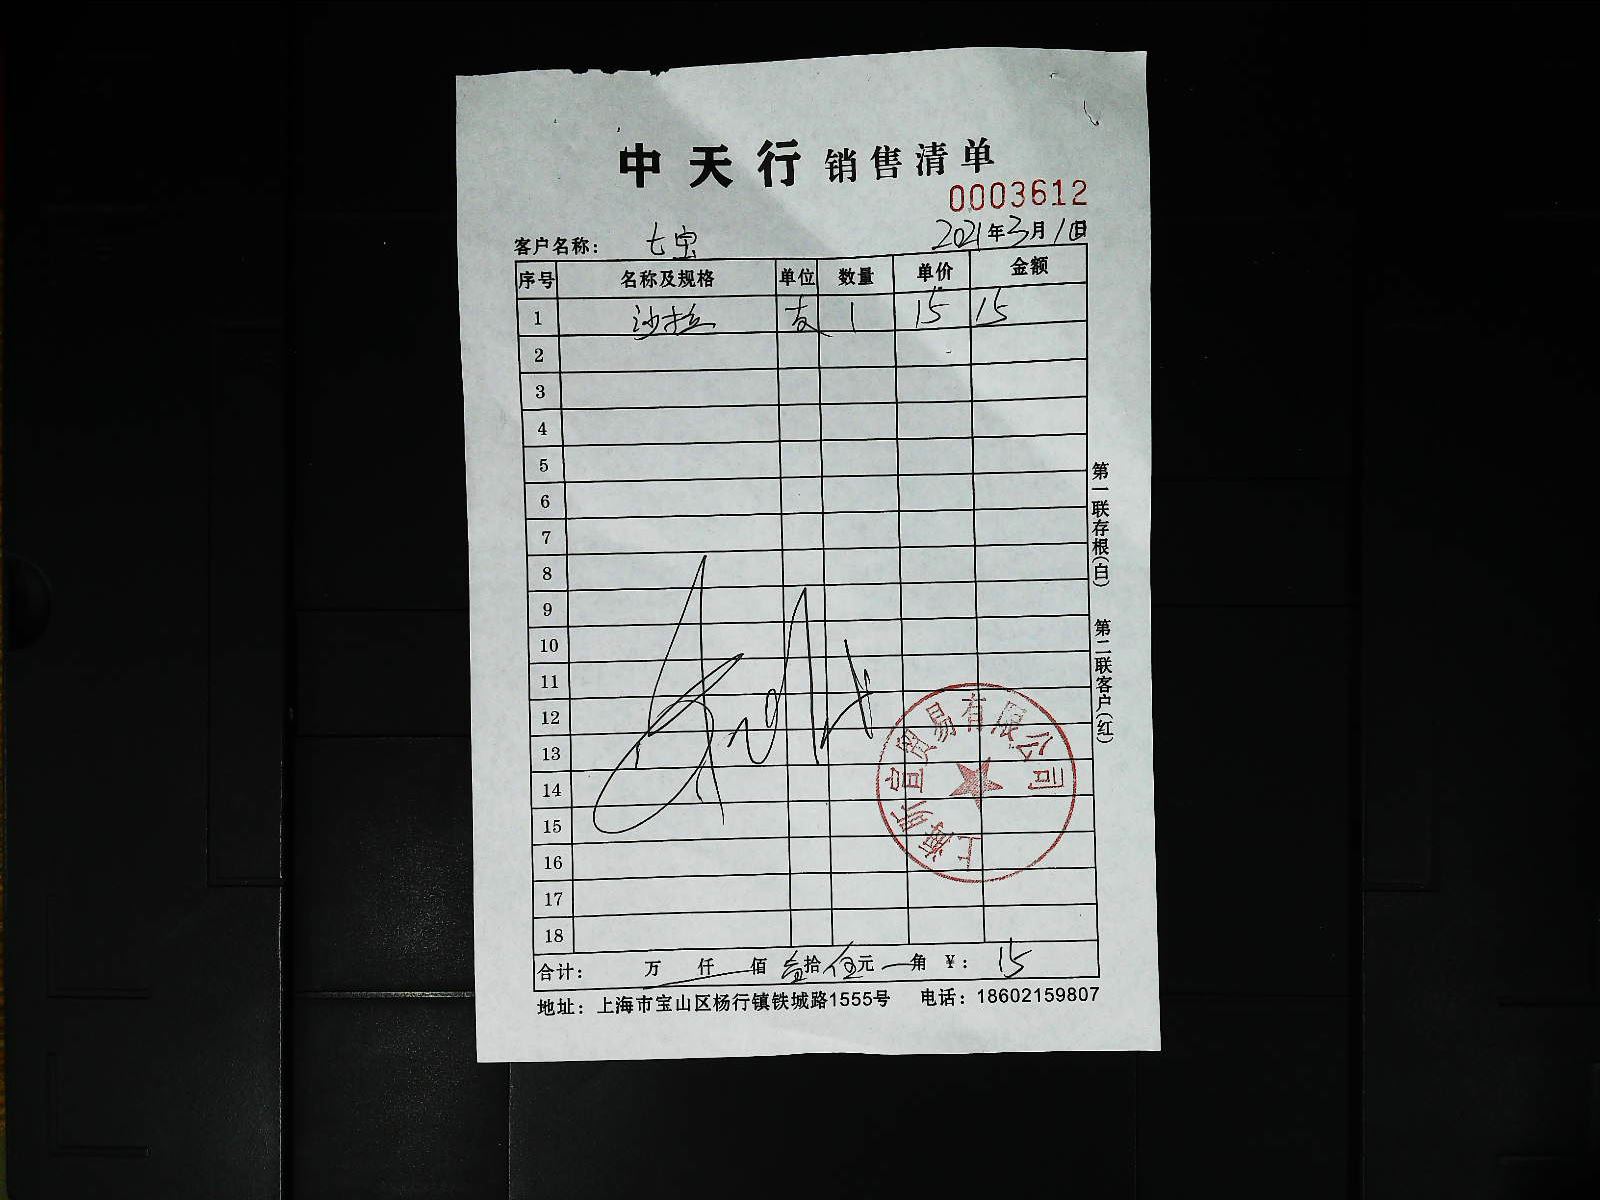 中天行销售清单
0003612
客户名称： 七宝 2021年3月1日
序号 名称及规格 单位 数量 单价 金额
1 沙拉 支 1 15 15
2
3
4
5
6
7
8
9
10
11
12
13
14
15
16
17
18
合计： 万 仟 佰 壹拾伍元 角 ￥： 15
地址：上海市宝山区杨行镇铁城路1555号 电话：18602159807
第一联存根(白) 第二联客户(红)
上海昕宜贸易有限公司